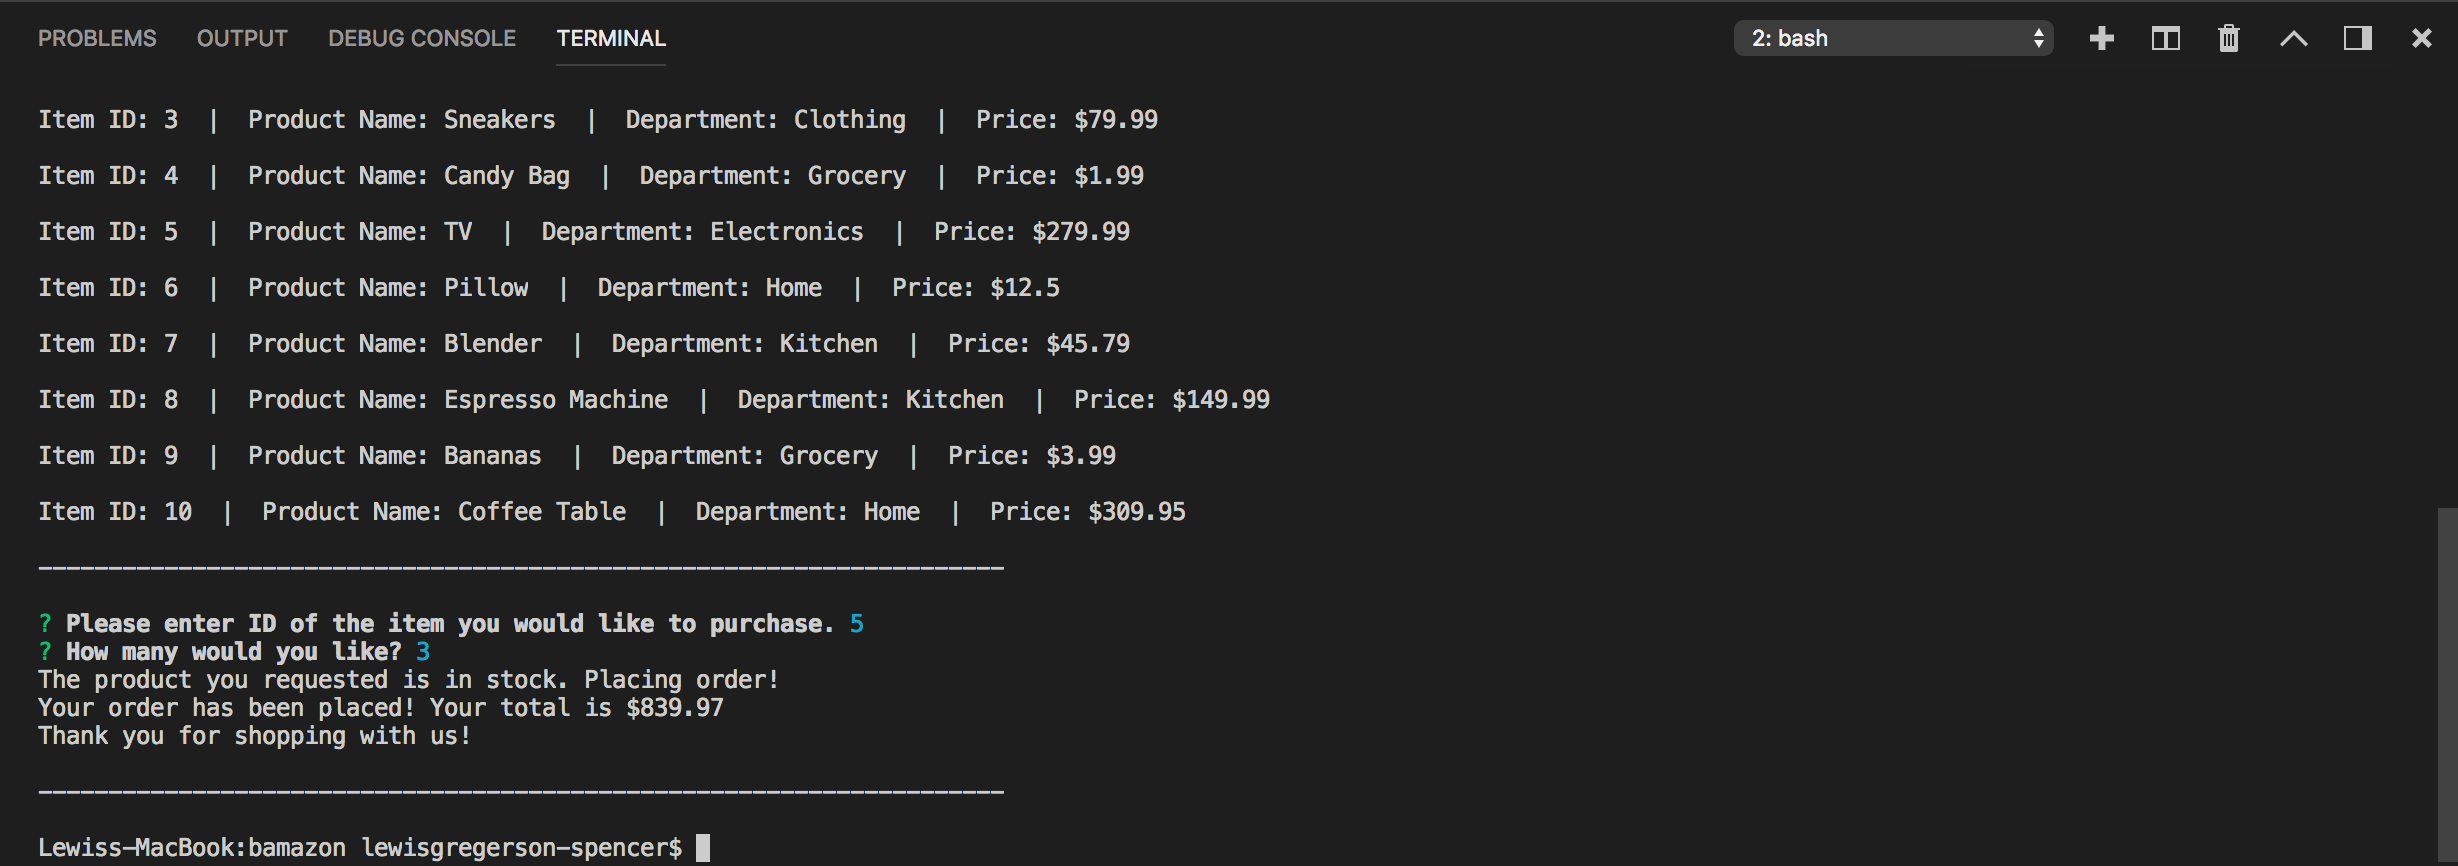 PROBLEMS OUTPUT DEBUG CONSOLE TERMINAL 2: bash
Item ID: 3 | Product Name: Sneakers | Department: Clothing | Price: $79.99
Item ID: 4 | Product Name: Candy Bag | Department: Grocery | Price: $1.99
Item ID: 5 | Product Name: TV | Department: Electronics | Price: $279.99
Item ID: 6 | Product Name: Pillow | Department: Home | Price: $12.5
Item ID: 7 | Product Name: Blender | Department: Kitchen | Price: $45.79
Item ID: 8 | Product Name: Espresso Machine | Department: Kitchen | Price: $149.99
Item ID: 9 | Product Name: Bananas | Department: Grocery | Price: $3.99
Item ID: 10 | Product Name: Coffee Table | Department: Home | Price: $309.95
---------------------------------------------------------------------
? Please enter ID of the item you would like to purchase. 5
? How many would you like? 3
The product you requested is in stock. Placing order!
Your order has been placed! Your total is $839.97
Thank you for shopping with us!
---------------------------------------------------------------------
Lewiss-MacBook:bamazon lewisgregerson-spencer$